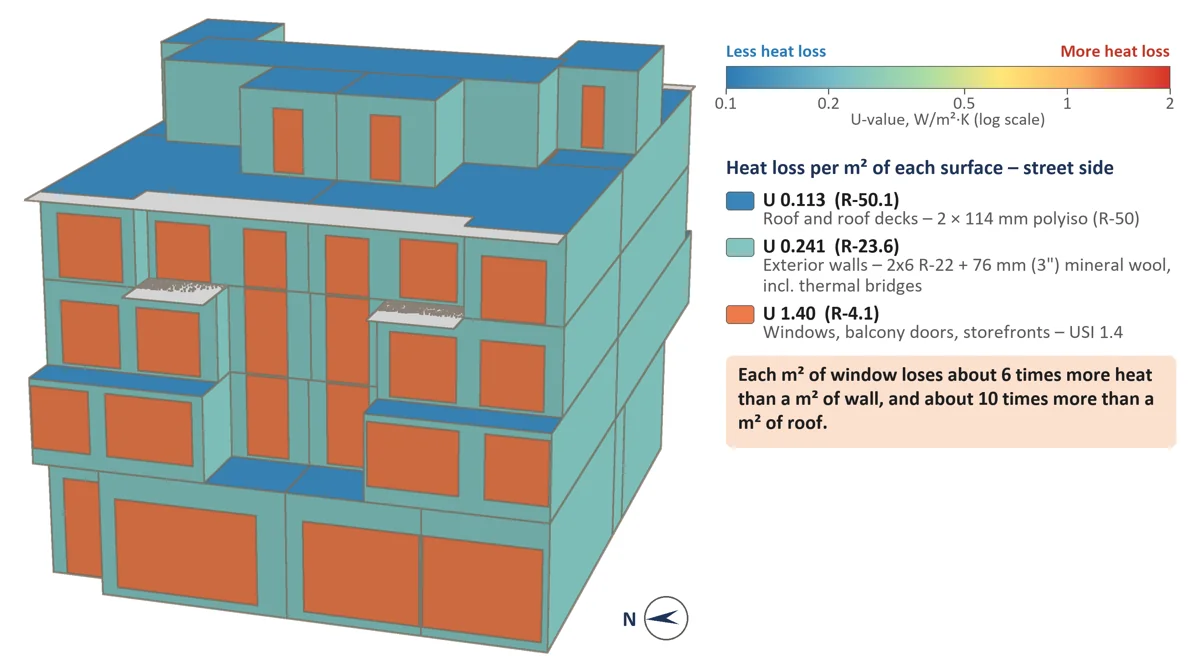 Less heat loss More heat loss
0.1 0.2 0.5 1 2
U-value, W/m²·K (log scale)
Heat loss per m² of each surface – street side
U 0.113 (R-50.1)
Roof and roof decks – 2 × 114 mm polyiso (R-50)
U 0.241 (R-23.6)
Exterior walls – 2x6 R-22 + 76 mm (3") mineral wool,
incl. thermal bridges
U 1.40 (R-4.1)
Windows, balcony doors, storefronts – USI 1.4
Each m² of window loses about 6 times more heat
than a m² of wall, and about 10 times more than a
m² of roof.
N